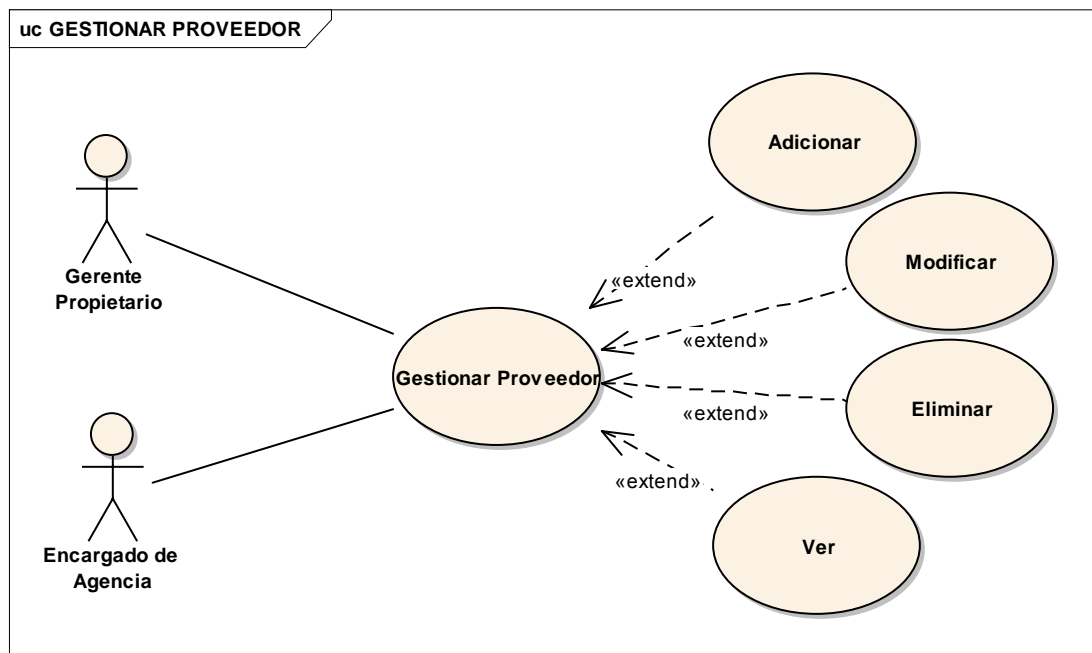 uc GESTIONAR PROVEEDOR
Adicionar
Gerente
Propietario
«extend»
Modificar
«extend»
Gestionar Proveedor
«extend»
Eliminar
«extend»
Encargado de
Agencia
Ver